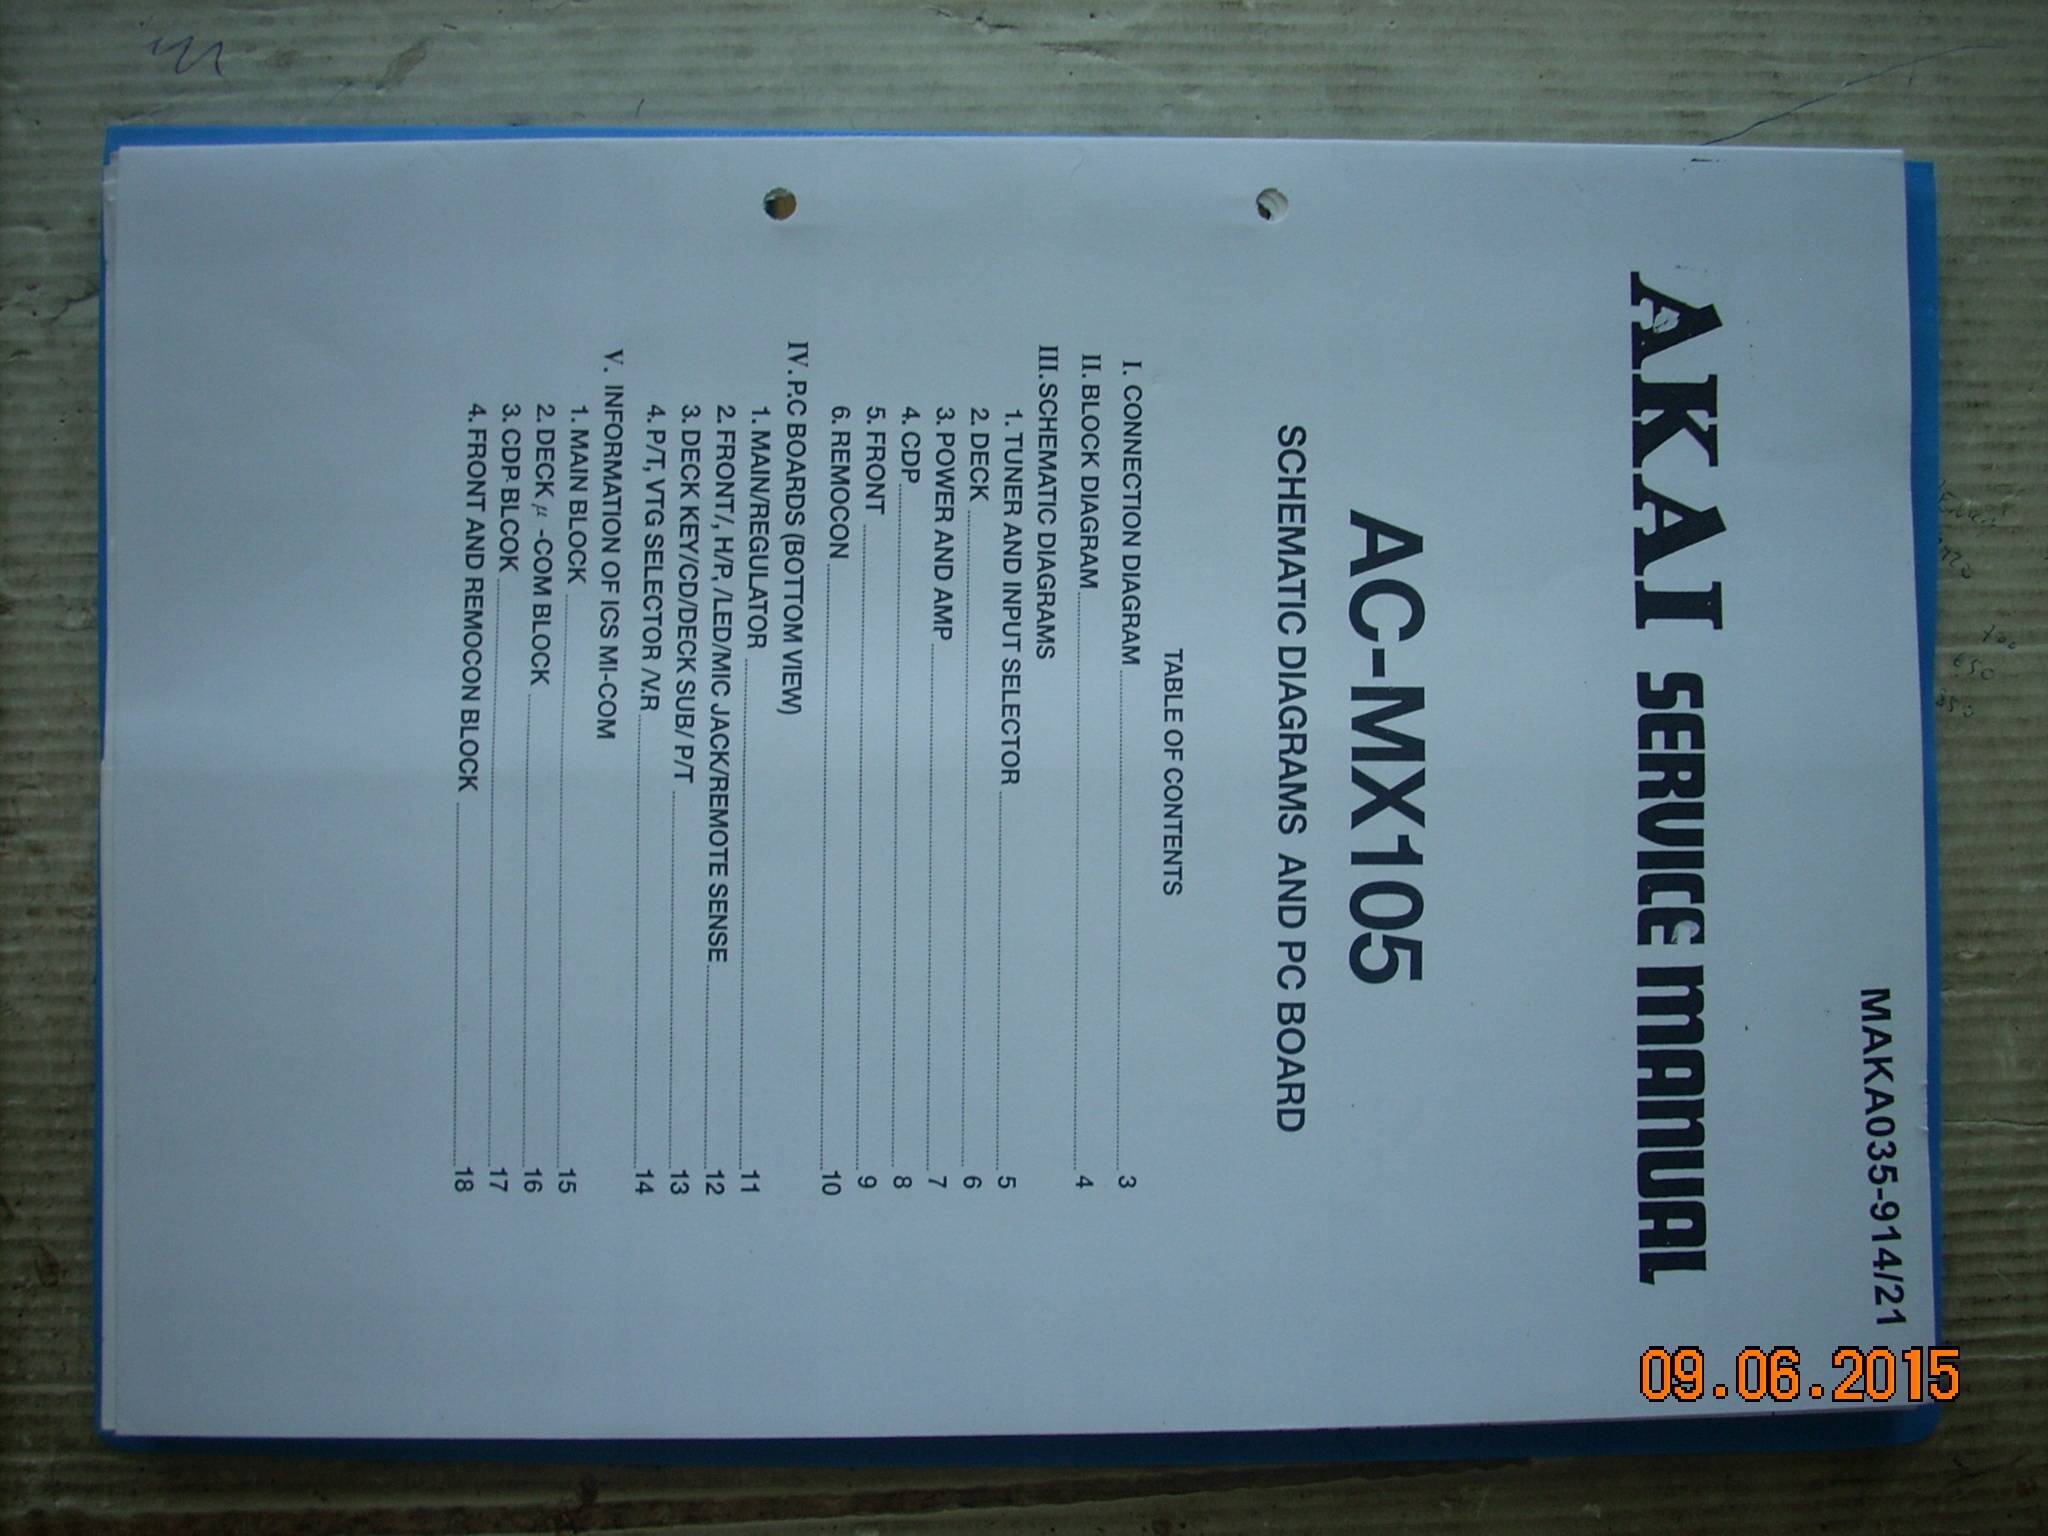 MAKA035-914/21
AKAI SERVICE MANUAL
AC-MX105
SCHEMATIC DIAGRAMS AND PC BOARD
TABLE OF CONTENTS
I. CONNECTION DIAGRAM 3
II. BLOCK DIAGRAM 4
III. SCHEMATIC DIAGRAMS
1. TUNER AND INPUT SELECTOR 5
2. DECK 6
3. POWER AND AMP 7
4. CDP 8
5. FRONT 9
6. REMOCON 10
IV. P.C BOARDS (BOTTOM VIEW)
1. MAIN/REGULATOR 11
2. FRONT/, H/P, /LED/MIC JACK/REMOTE SENSE 12
3. DECK KEY/CD/DECK SUB/ P/T 13
4. P/T, VTG SELECTOR /V.R 14
V. INFORMATION OF ICS MI-COM
1. MAIN BLOCK 15
2. DECK μ -COM BLOCK 16
3. CDP BLCOK 17
4. FRONT AND REMOCON BLOCK 18
09.06.2015